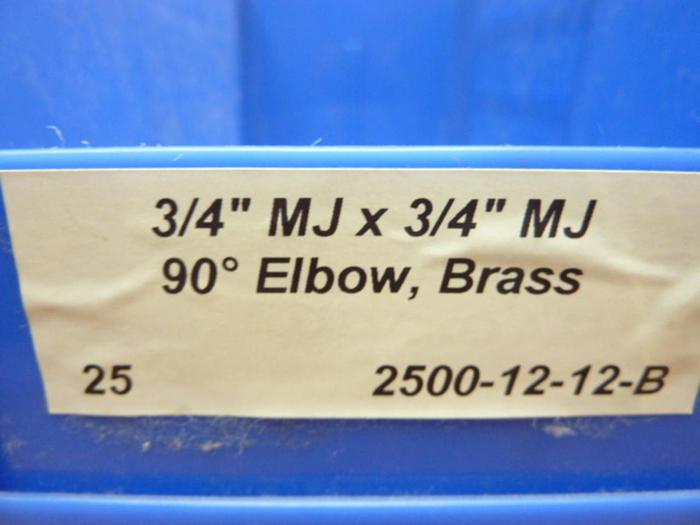 3/4" MJ x 3/4" MJ
90° Elbow, Brass
25 2500-12-12-B